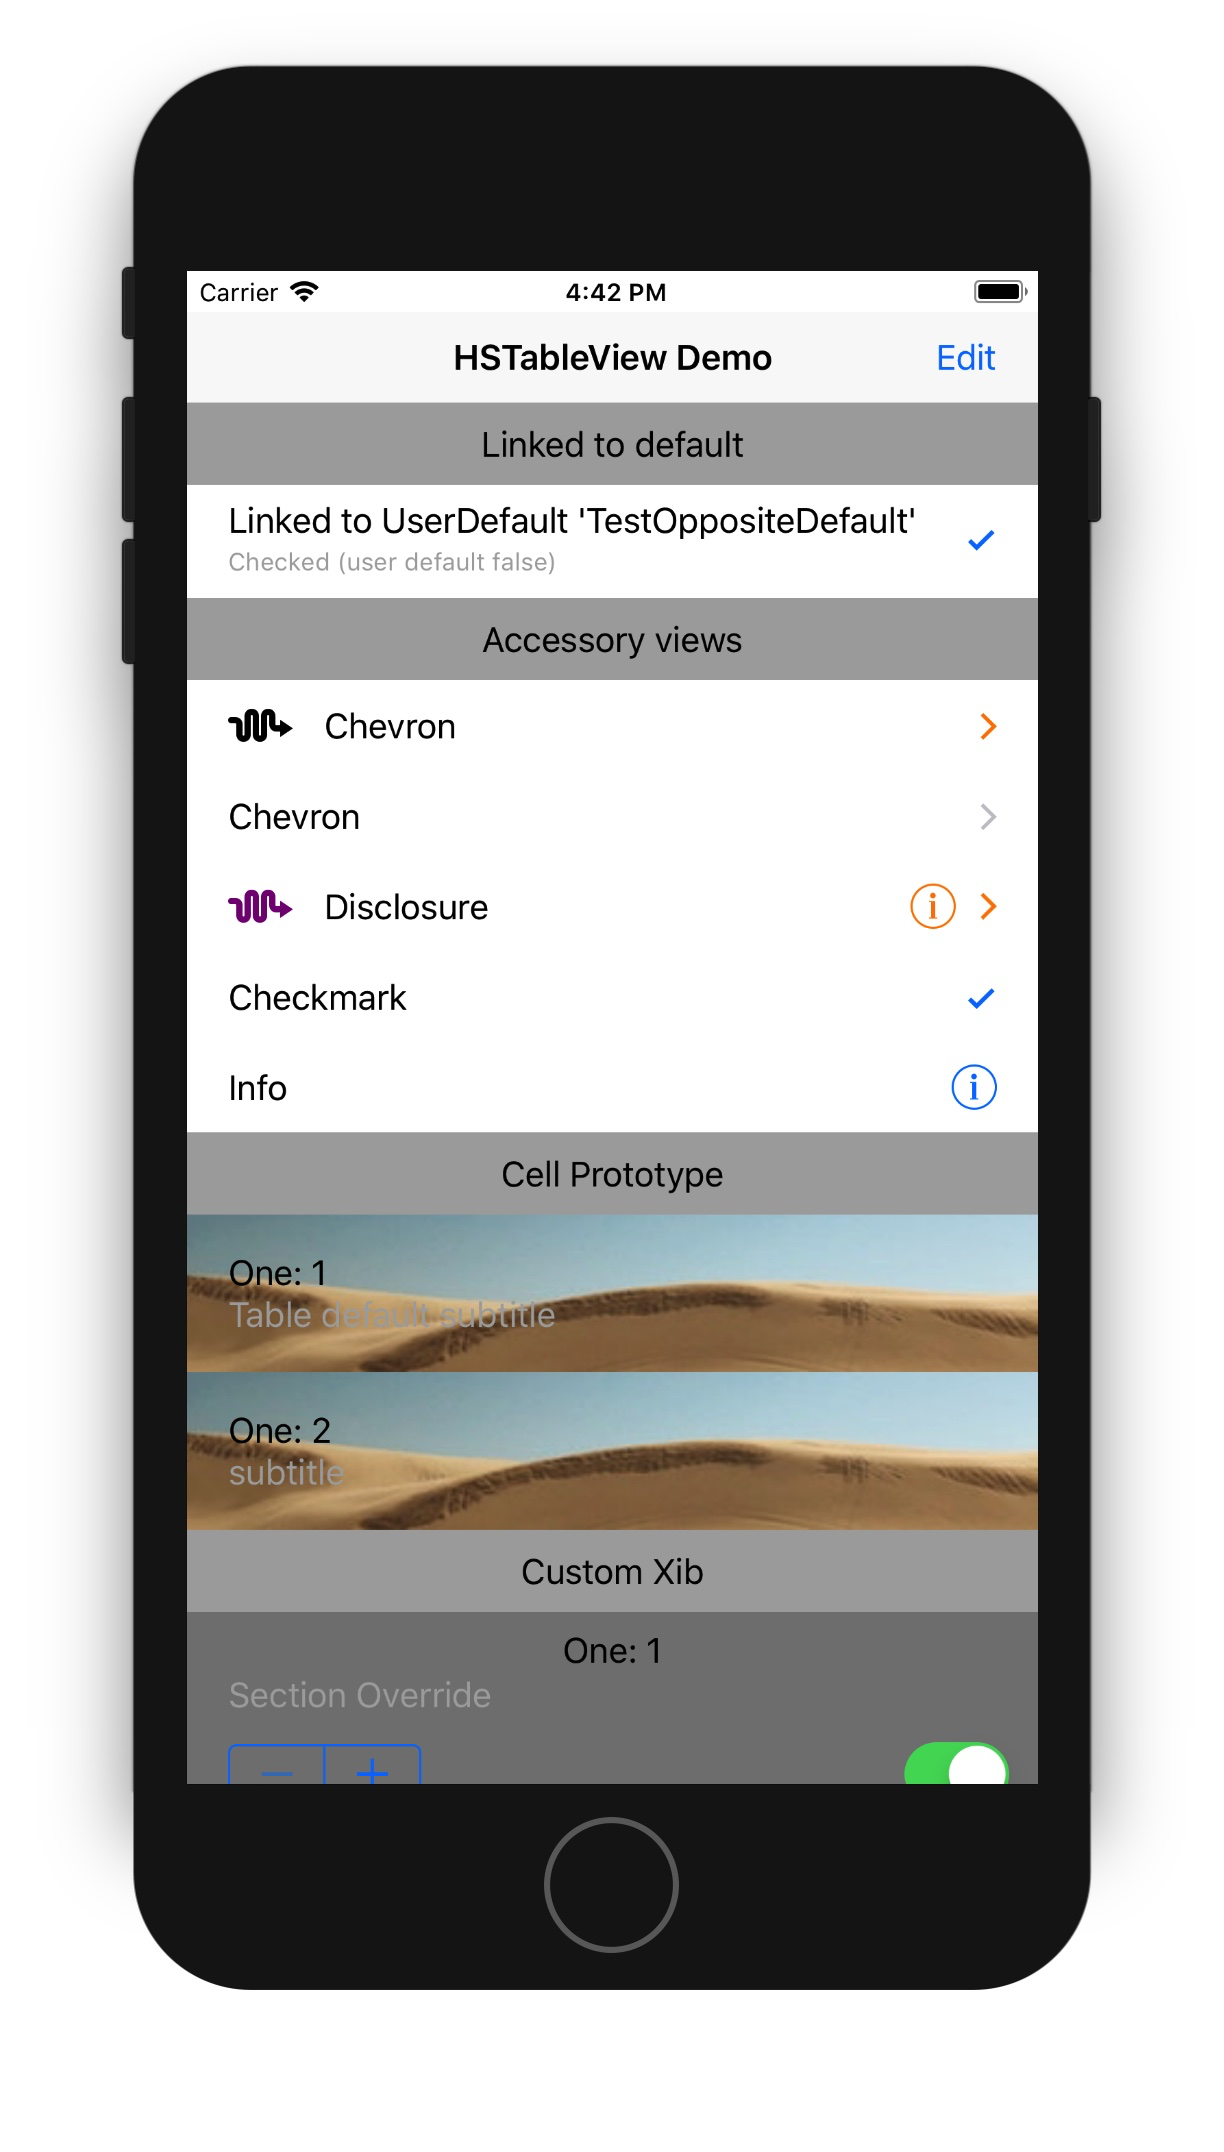 Carrier 4:42 PM
HSTableView Demo Edit
Linked to default
Linked to UserDefault 'TestOppositeDefault'
Checked (user default false)
Accessory views
Chevron
Chevron
Disclosure
Checkmark
Info
Cell Prototype
One: 1
Table default subtitle
One: 2
subtitle
Custom Xib
One: 1
Section Override